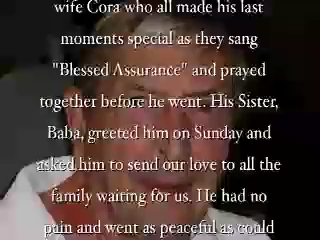 wife Cora who all made his last
moments special as they sang
"Blessed Assurance" and prayed
together before he went. His Sister,
Baba, greeted him on Sunday and
asked him to send our love to all the
family waiting for us. He had no
pain and went as peaceful as could